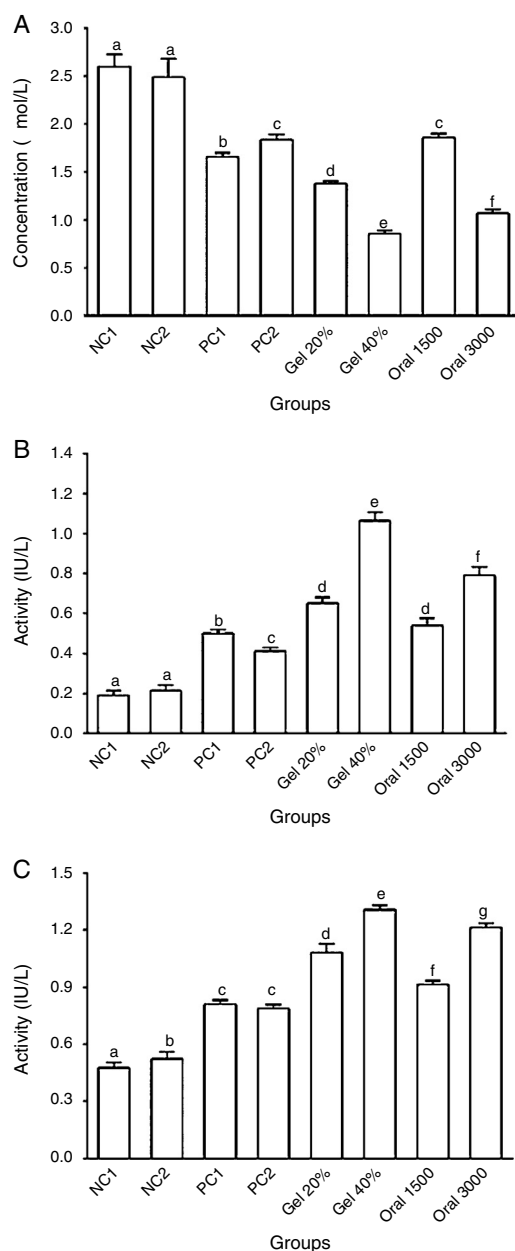 A
Concentration ( mol/L)
3.0
2.5
2.0
1.5
1.0
0.5
0.0
a
a
b
c
d
e
c
f
NC1
NC2
PC1
PC2
Gel 20%
Gel 40%
Oral 1500
Oral 3000
Groups
B
Activity (IU/L)
1.4
1.2
1.0
0.8
0.6
0.4
0.2
0.0
a
a
b
c
d
e
d
f
NC1
NC2
PC1
PC2
Gel 20%
Gel 40%
Oral 1500
Oral 3000
Groups
C
Activity (IU/L)
1.5
1.2
0.9
0.6
0.3
0.0
a
b
c
c
d
e
f
g
NC1
NC2
PC1
PC2
Gel 20%
Gel 40%
Oral 1500
Oral 3000
Groups